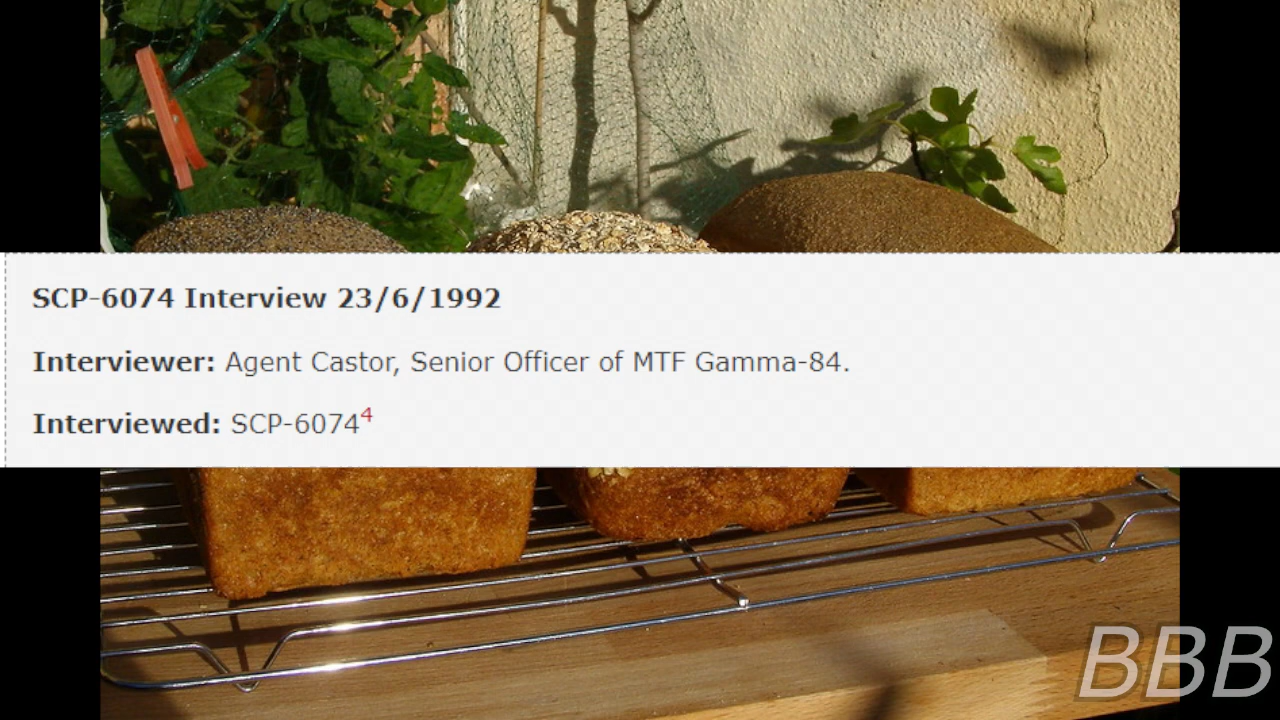 SCP-6074 Interview 23/6/1992
Interviewer: Agent Castor, Senior Officer of MTF Gamma-84.
Interviewed: SCP-6074⁴
BBB